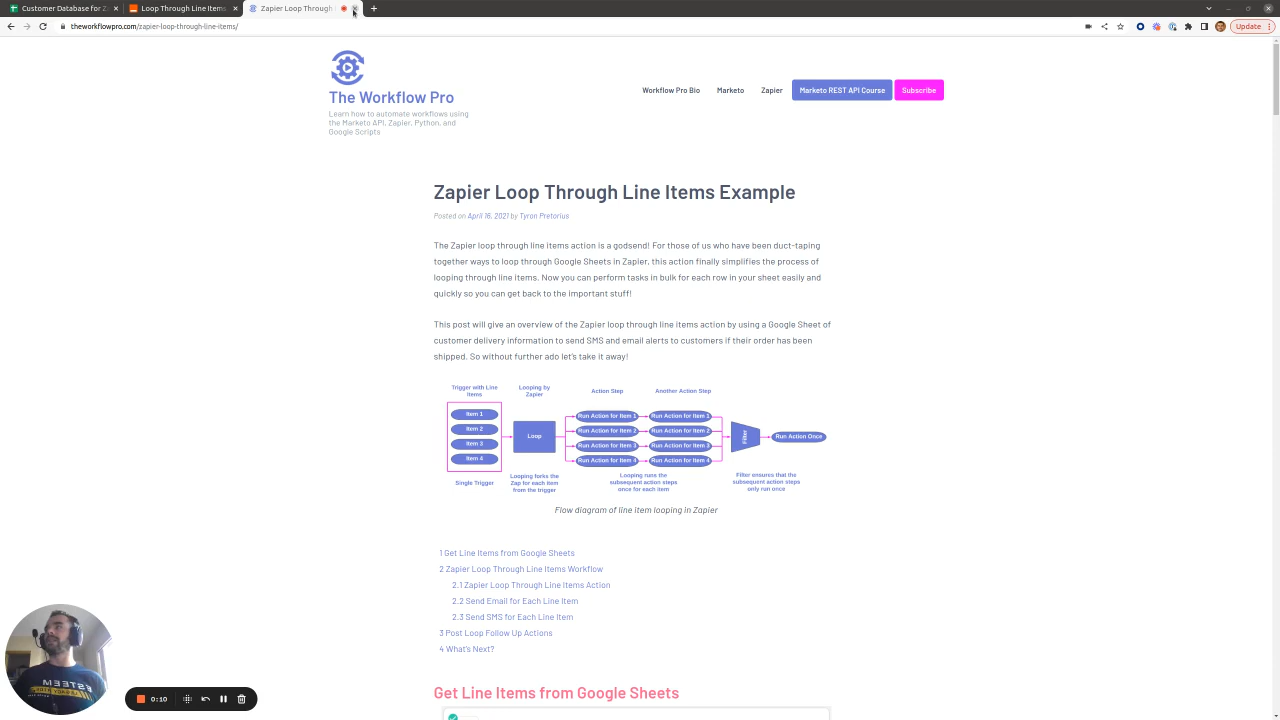 Customer Database for Z
Loop Through Line Items
Zapier Loop Through
theworkflowpro.com/zapier-loop-through-line-items/
Update
The Workflow Pro
Learn how to automate workflows using
the Marketo API, Zapier, Python, and
Google Scripts
Workflow Pro Bio
Marketo
Zapier
Marketo REST API Course
Subscribe
Zapier Loop Through Line Items Example
Posted on April 16, 2021 by Tyron Pretorius
The Zapier loop through line items action is a godsend! For those of us who have been duct-taping
together ways to loop through Google Sheets in Zapier, this action finally simplifies the process of
looping through line items. Now you can perform tasks in bulk for each row in your sheet easily and
quickly so you can get back to the important stuff!
This post will give an overview of the Zapier loop through line items action by using a Google Sheet of
customer delivery information to send SMS and email alerts to customers if their order has been
shipped. So without further ado let's take it away!
Trigger with Line
Items
Looping by
Zapier
Action Step
Another Action Step
Item 1
Item 2
Item 3
Item 4
Loop
Run Action for Item 1
Run Action for Item 1
Run Action for Item 2
Run Action for Item 2
Run Action for Item 3
Run Action for Item 3
Run Action for Item 4
Run Action for Item 4
Filter
Run Action Once
Single Trigger
Looping forks the
Zap for each item
from the trigger
Looping runs the
subsequent action steps
once for each item
Filter ensures that the
subsequent action steps
only run once
Flow diagram of line item looping in Zapier
1 Get Line Items from Google Sheets
2 Zapier Loop Through Line Items Workflow
2.1 Zapier Loop Through Line Items Action
2.2 Send Email for Each Line Item
2.3 Send SMS for Each Line Item
3 Post Loop Follow Up Actions
4 What's Next?
Get Line Items from Google Sheets
0:10